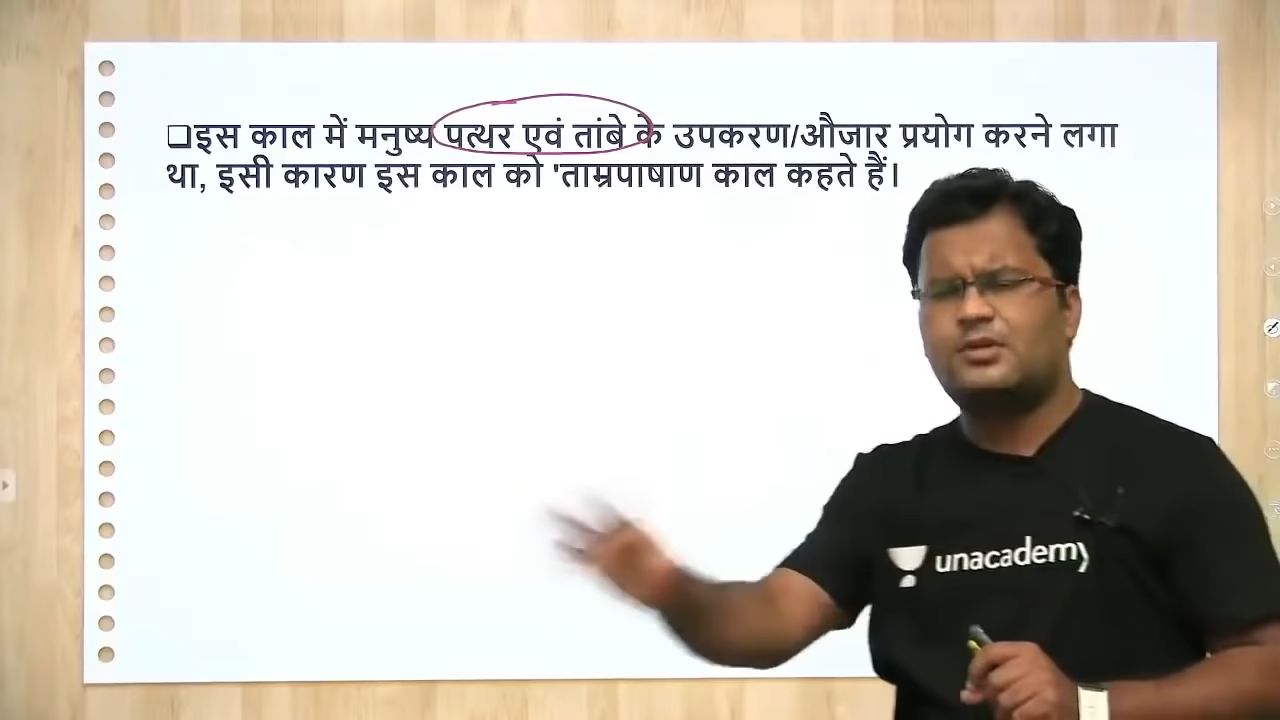 ❑इस काल में मनुष्य पत्थर एवं तांबे के उपकरण/औजार प्रयोग करने लगा
था, इसी कारण इस काल को 'ताम्रपाषाण काल कहते हैं।
unacademy